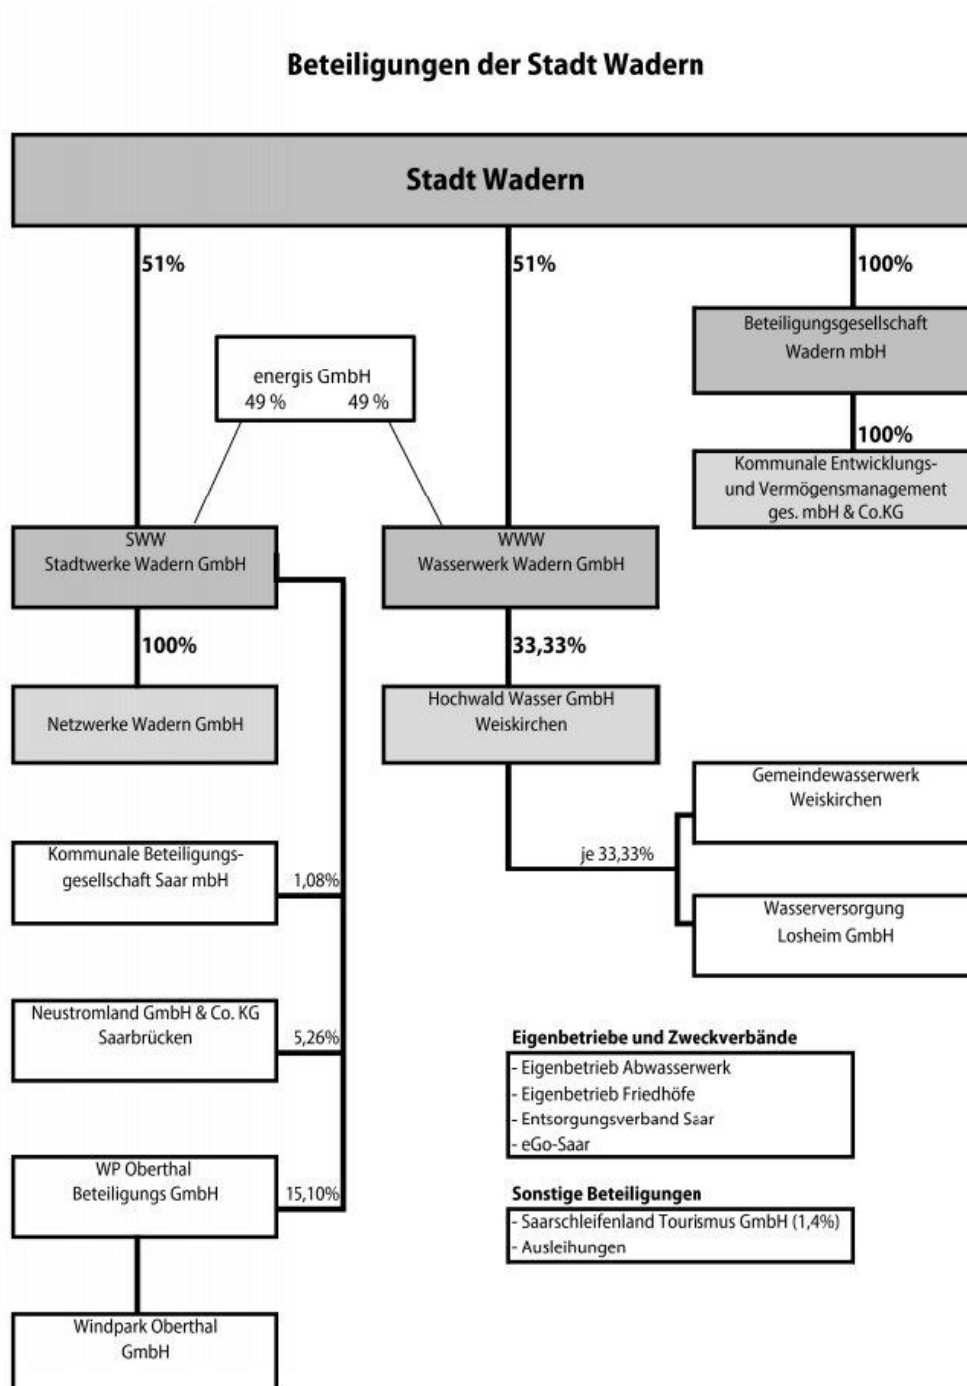 Beteiligungen der Stadt Wadern
Stadt Wadern
51%
51%
100%
Beteiligungsgesellschaft
Wadern mbH
energis GmbH
49 %
49 %
100%
Kommunale Entwicklungs-
und Vermögensmanagement
ges. mbH & Co.KG
SWW
Stadtwerke Wadern GmbH
WWW
Wasserwerk Wadern GmbH
100%
33,33%
Netzwerke Wadern GmbH
Hochwald Wasser GmbH
Weiskirchen
Gemeindewasserwerk
Weiskirchen
je 33,33%
Wasserversorgung
Losheim GmbH
Kommunale Beteiligungs-
gesellschaft Saar mbH
1,08%
Neustromland GmbH & Co. KG
Saarbrücken
5,26%
WP Oberthal
Beteiligungs GmbH
15,10%
Windpark Oberthal
GmbH
Eigenbetriebe und Zweckverbände
- Eigenbetrieb Abwasserwerk
- Eigenbetrieb Friedhöfe
- Entsorgungsverband Saar
- eGo-Saar
Sonstige Beteiligungen
- Saarschleifenland Tourismus GmbH (1,4%)
- Ausleihungen